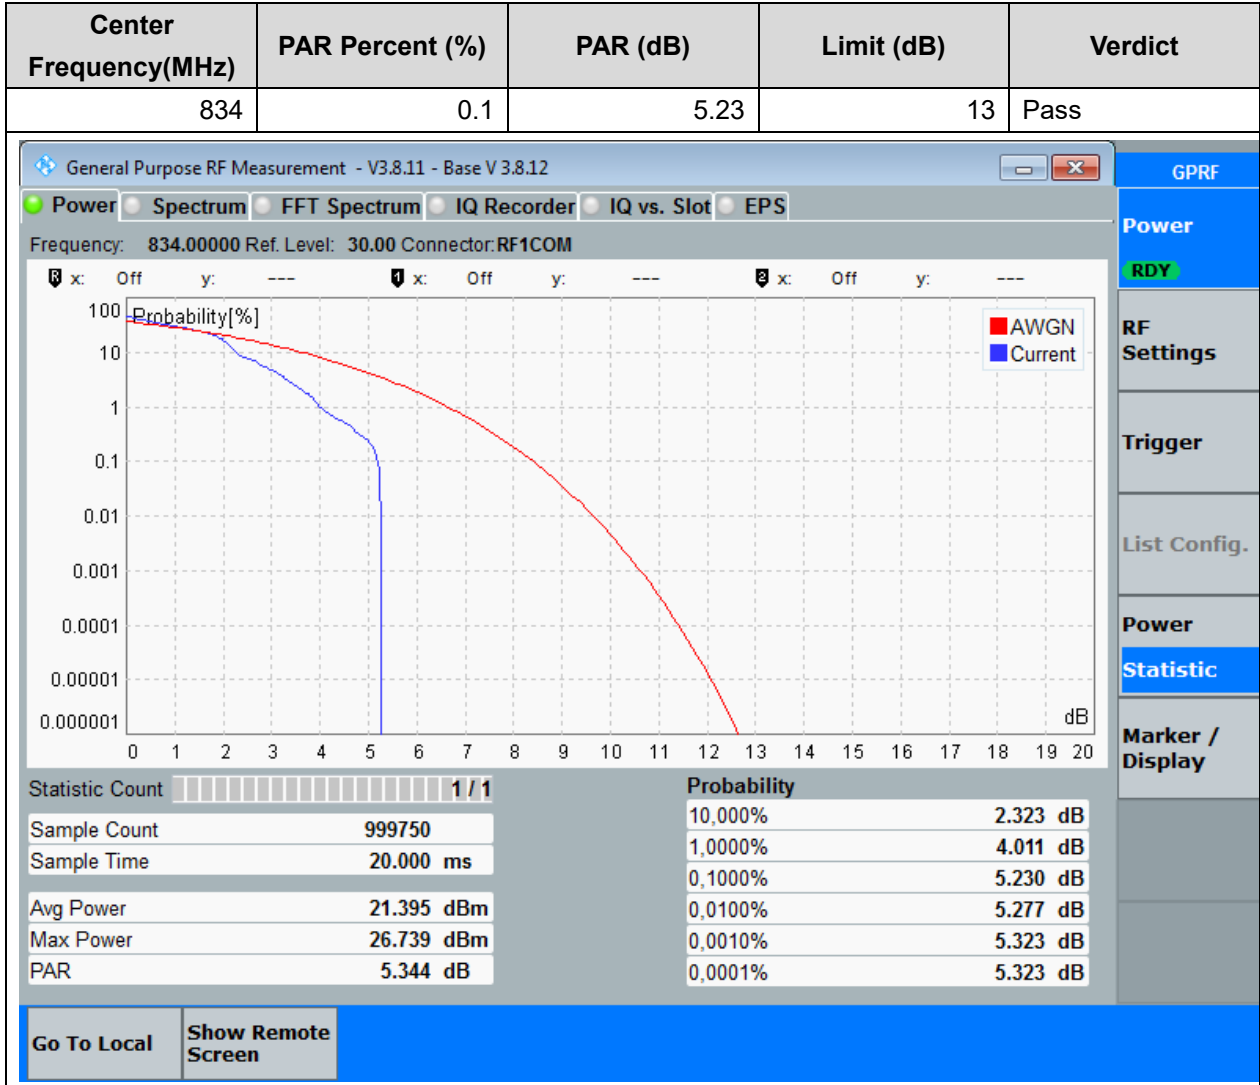 Center Frequency(MHz) PAR Percent (%) PAR (dB) Limit (dB) Verdict
834 0.1 5.23 13 Pass
General Purpose RF Measurement - V3.8.11 - Base V 3.8.12
GPRF
Power Spectrum FFT Spectrum IQ Recorder IQ vs. Slot EPS
Frequency: 834.00000 Ref. Level: 30.00 Connector: RF1COM
R x: Off y: --- 1 x: Off y: --- 2 x: Off y: ---
Probability[%]
AWGN
Current
100
10
1
0.1
0.01
0.001
0.0001
0.00001
0.000001
dB
0 1 2 3 4 5 6 7 8 9 10 11 12 13 14 15 16 17 18 19 20
Statistic Count 1 / 1
Sample Count 999750
Sample Time 20.000 ms
Avg Power 21.395 dBm
Max Power 26.739 dBm
PAR 5.344 dB
Probability
10,000% 2.323 dB
1,0000% 4.011 dB
0,1000% 5.230 dB
0,0100% 5.277 dB
0,0010% 5.323 dB
0,0001% 5.323 dB
Power
RDY
RF
Settings
Trigger
List Config.
Power
Statistic
Marker /
Display
Go To Local
Show Remote
Screen